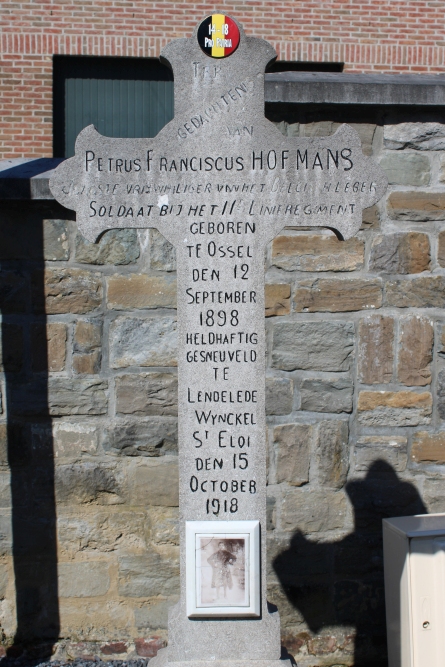 14-18
PRO PATRIA
TER
GEDACHTENIS
VAN
PETRUS FRANCISCUS HOFMANS
SOLDAAT BIJ HET 11e LINIEREGIMENT
GEBOREN
TE OSSEL
DEN 12
SEPTEMBER
1898
HELDHAFTIG
GESNEUVELD
TE
LENDELEDE
WYNCKEL
ST ELOI
DEN 15
OCTOBER
1918